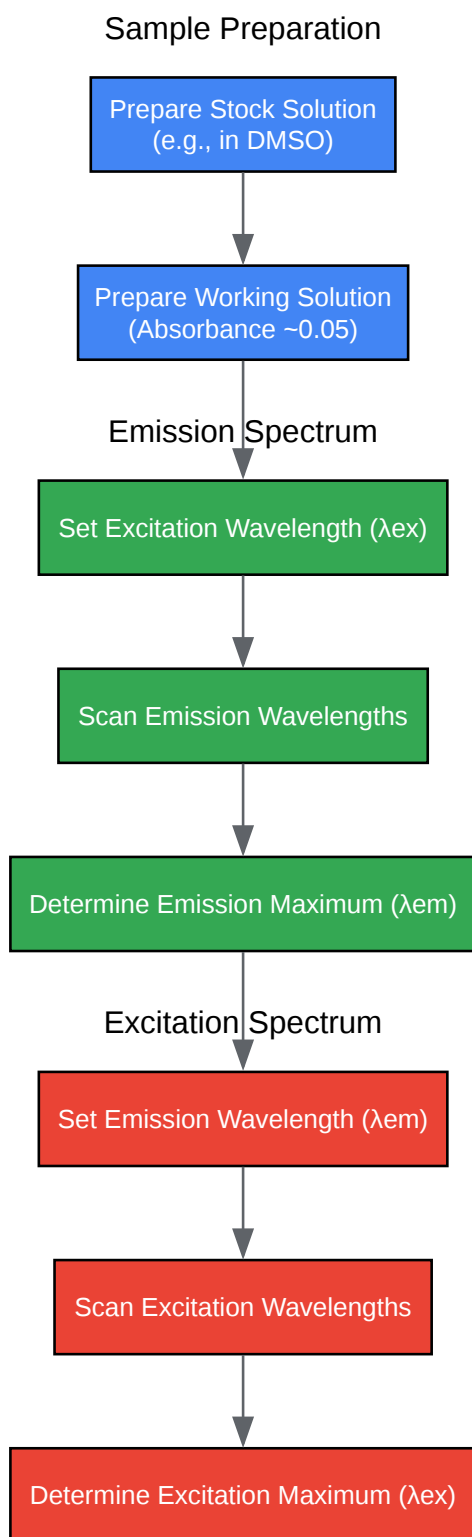 Sample Preparation
Prepare Stock Solution
(e.g., in DMSO)
Prepare Working Solution
(Absorbance ~0.05)
Emission Spectrum
Set Excitation Wavelength (λex)
Scan Emission Wavelengths
Determine Emission Maximum (λem)
Excitation Spectrum
Set Emission Wavelength (λem)
Scan Excitation Wavelengths
Determine Excitation Maximum (λex)